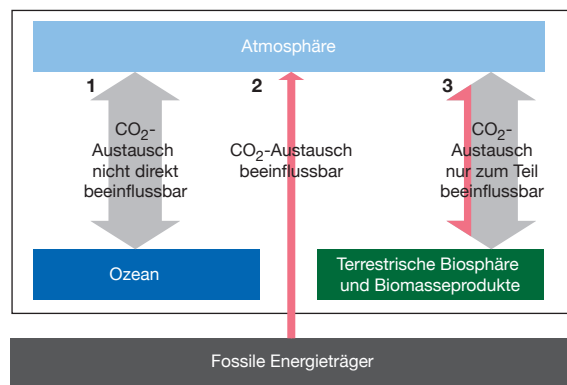 Atmosphäre
1
CO₂-
Austausch
nicht direkt
beeinflussbar
2
CO₂-Austausch
beeinflussbar
3
CO₂-
Austausch
nur zum Teil
beeinflussbar
Ozean
Terrestrische Biosphäre
und Biomasseprodukte
Fossile Energieträger